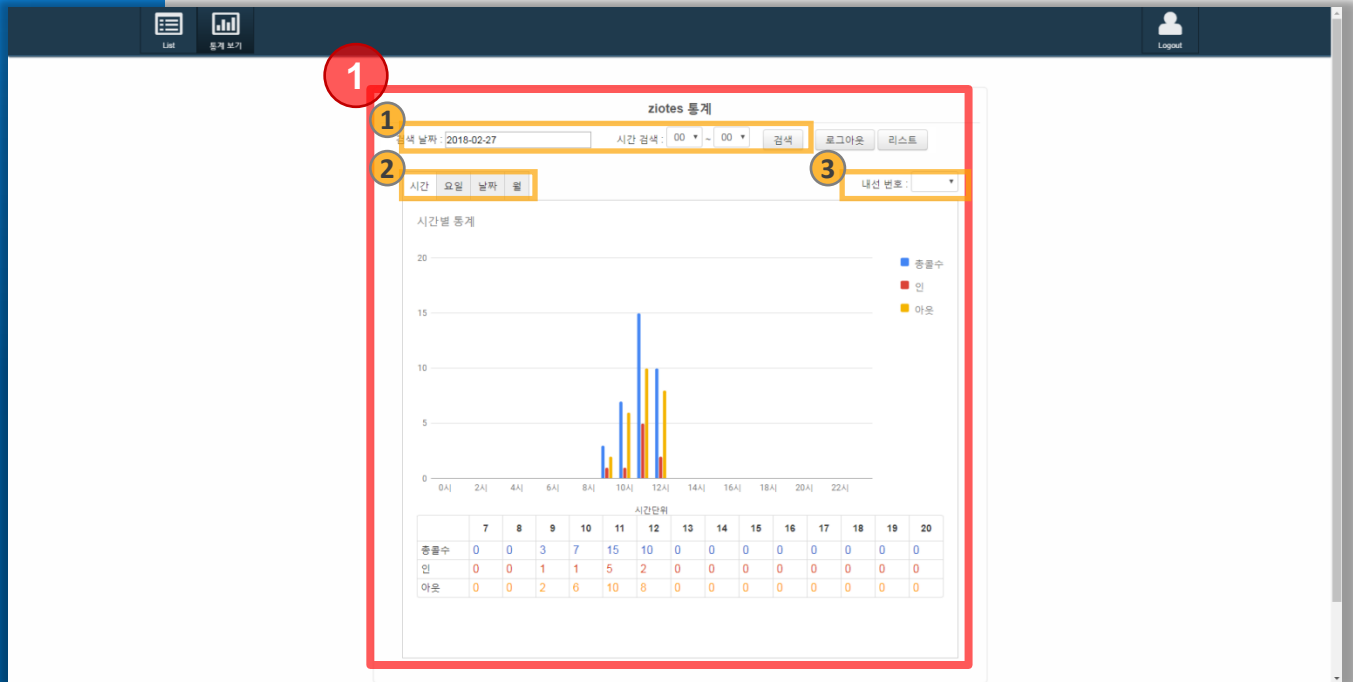 List 통계 보기 Logout
1
ziotes 통계
1
검색 날짜 : 2018-02-27 시간 검색 : 00 ~ 00 검색 로그아웃 리스트
2 3
시간 요일 날짜 월 내선 번호 :
시간별 통계
20
총콜수
인
아웃
15
10
5
0
0시 2시 4시 6시 8시 10시 12시 14시 16시 18시 20시 22시
시간단위
7 8 9 10 11 12 13 14 15 16 17 18 19 20
총콜수 0 0 3 7 15 10 0 0 0 0 0 0 0 0
인 0 0 1 1 5 2 0 0 0 0 0 0 0 0
아웃 0 0 2 6 10 8 0 0 0 0 0 0 0 0